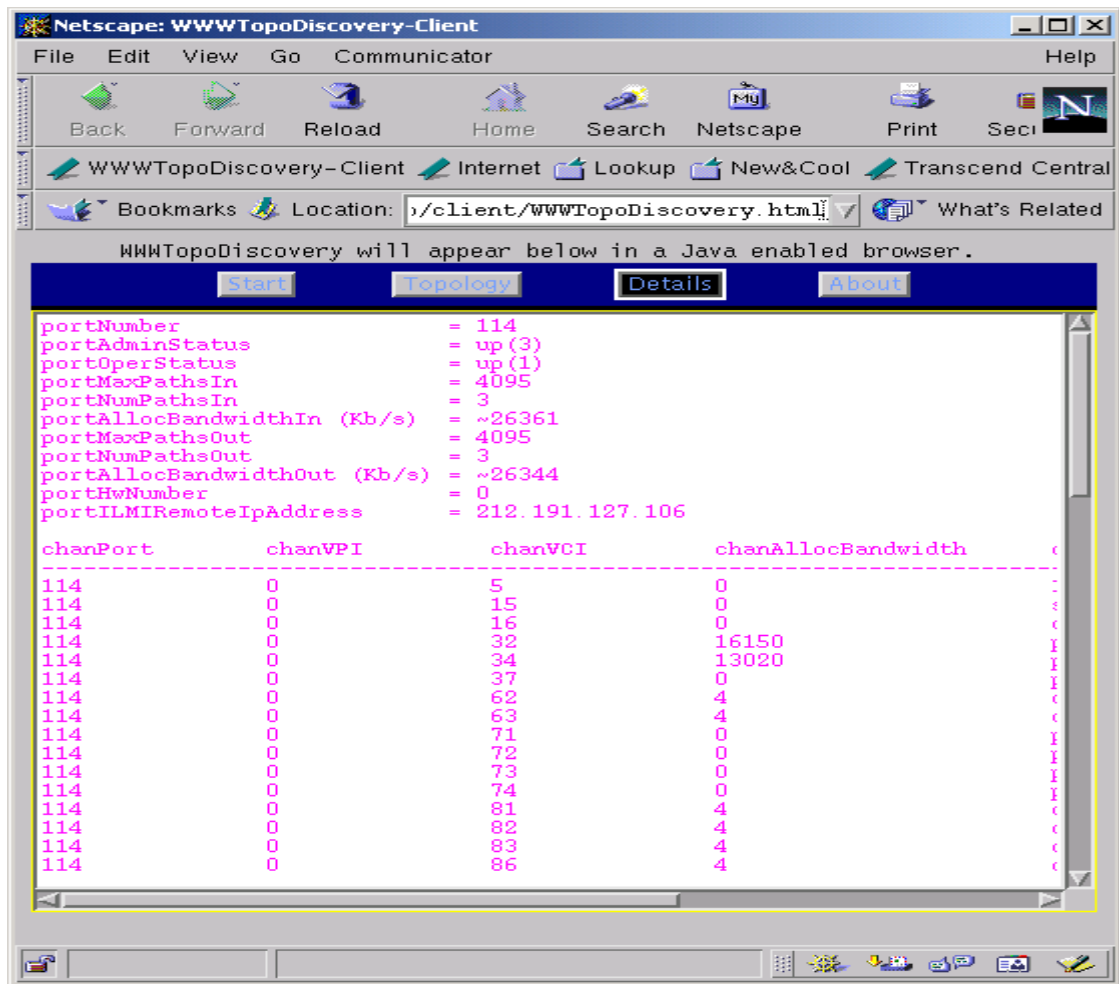 Netscape: WWWTopoDiscovery-Client
File Edit View Go Communicator Help
Back Forward Reload Home Search Netscape Print
My N
WWWTopoDiscovery-Client Internet Lookup New&Cool Transcend Central
Bookmarks Location: /client/WWWTopoDiscovery.html What's Related
WWWTopoDiscovery will appear below in a Java enabled browser.
Start Topology Details About
portNumber = 114
portAdminStatus = up(3)
portOperStatus = up(1)
portMaxPathsIn = 4095
portNumPathsIn = 3
portAllocBandwidthIn (Kb/s) = ~26361
portMaxPathsOut = 4095
portNumPathsOut = 3
portAllocBandwidthOut (Kb/s) = ~26344
portHwNumber = 0
portILMIRemoteIpAddress = 212.191.127.106
chanPort chanVPI chanVCI chanAllocBandwidth
114 0 5 0
114 0 15 0
114 0 16 0
114 0 32 16150
114 0 34 13020
114 0 37 0
114 0 62 4
114 0 63 4
114 0 71 0
114 0 72 0
114 0 73 0
114 0 74 0
114 0 81 4
114 0 82 4
114 0 83 4
114 0 86 4